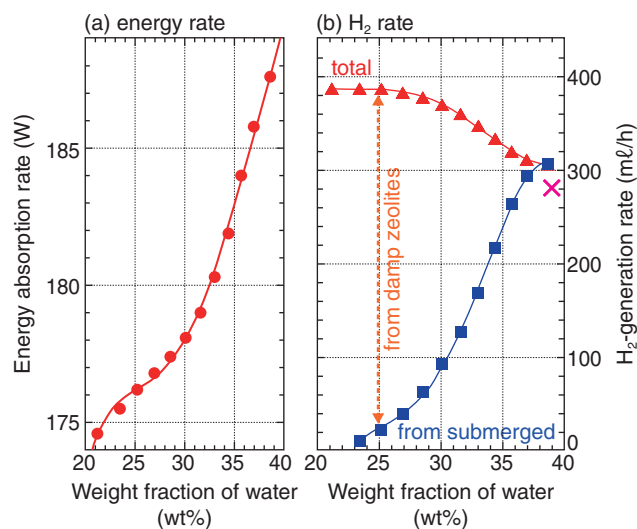 (a) energy rate
Energy absorption rate (W)
185
180
175
20 25 30 35 40
Weight fraction of water
(wt%)
(b) H₂ rate
total
from damp zeolites
from submerged
400
300
200
100
0
H₂-generation rate (mℓ/h)
20 25 30 35 40
Weight fraction of water
(wt%)